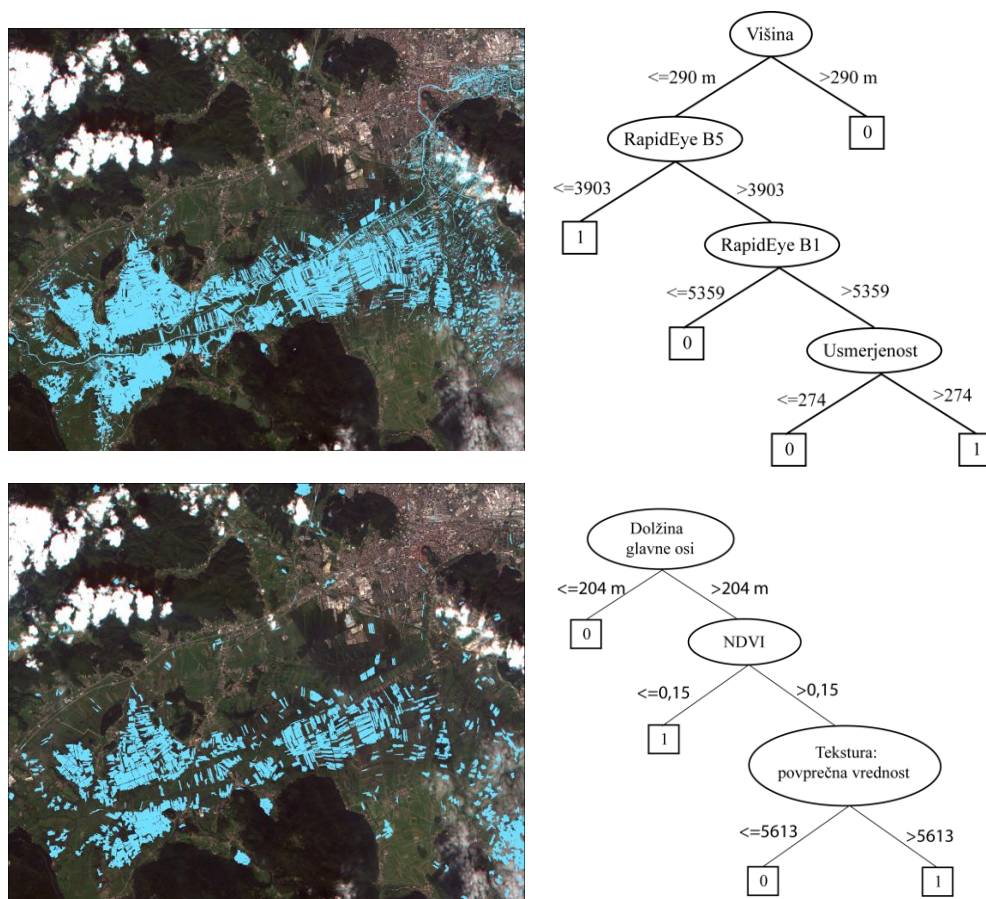 Višina
<=290 m
>290 m
RapidEye B5
0
<=3903
>3903
1
RapidEye B1
<=5359
>5359
0
Usmerjenost
<=274
>274
0
1
Dolžina
glavne osi
<=204 m
>204 m
0
NDVI
<=0,15
>0,15
1
Tekstura:
povprečna vrednost
<=5613
>5613
0
1